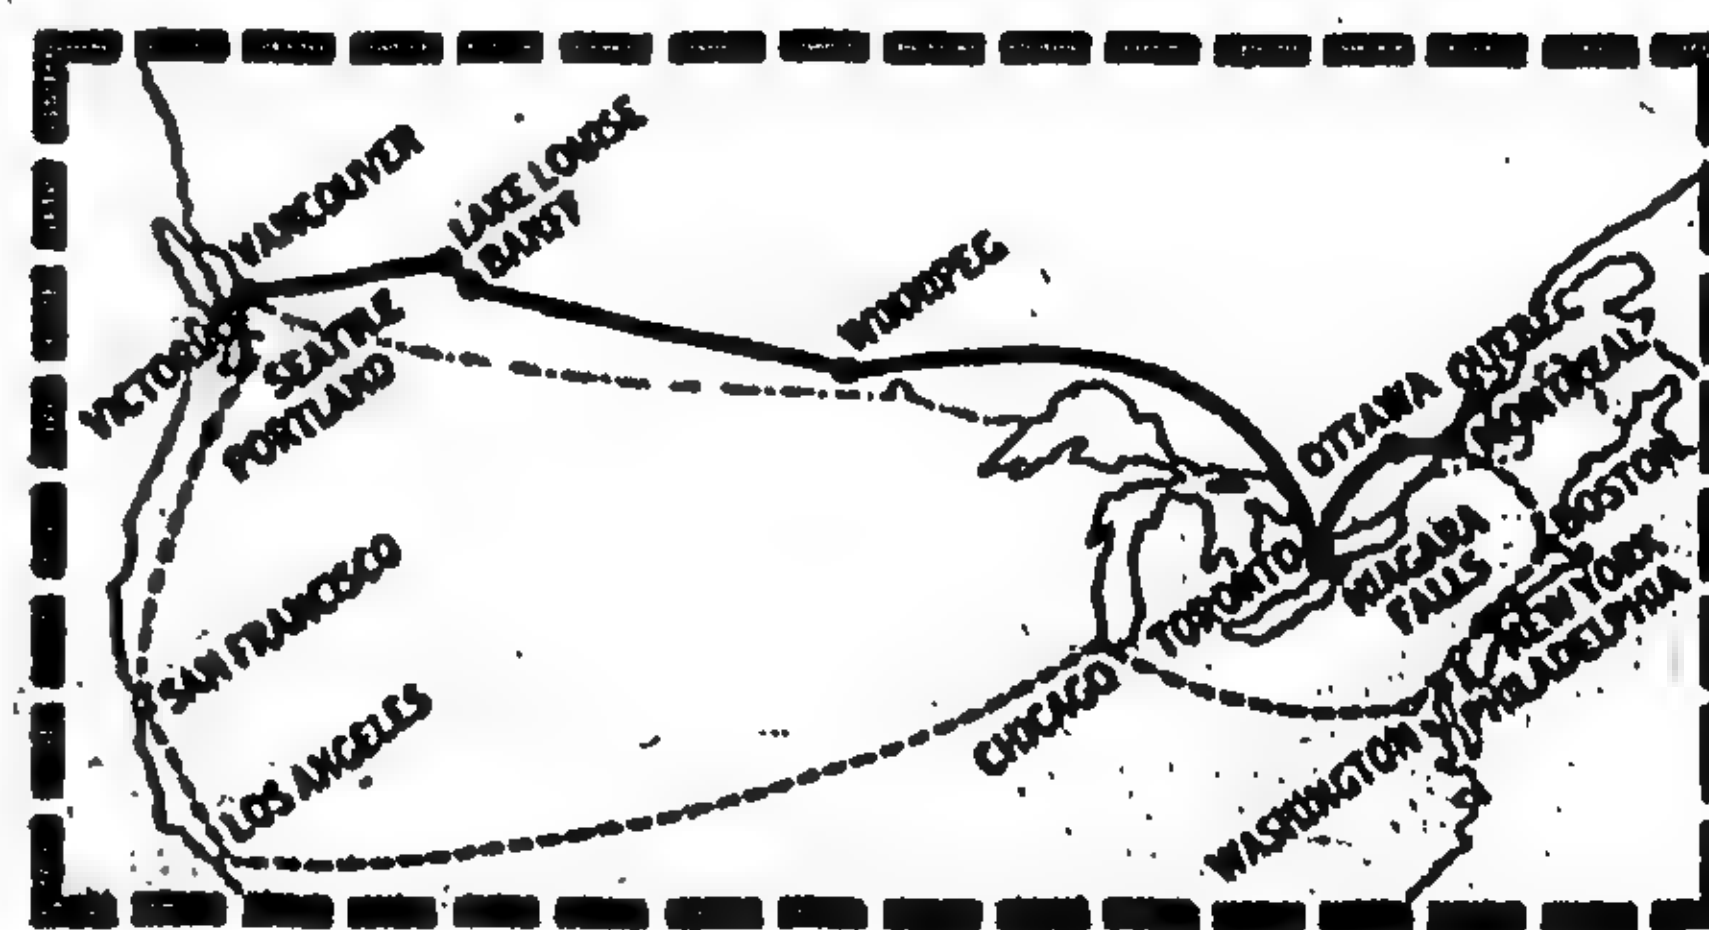 VANCOUVER
LAKE LOUISE
BANFF
WINNIPEG
VICTORIA
SEATTLE
PORTLAND
OTTAWA
QUEBEC
MONTREAL
BOSTON
SAN FRANCISCO
TORONTO
NIAGARA
FALLS
NEW YORK
PHILADELPHIA
LOS ANGELES
CHICAGO
WASHINGTON